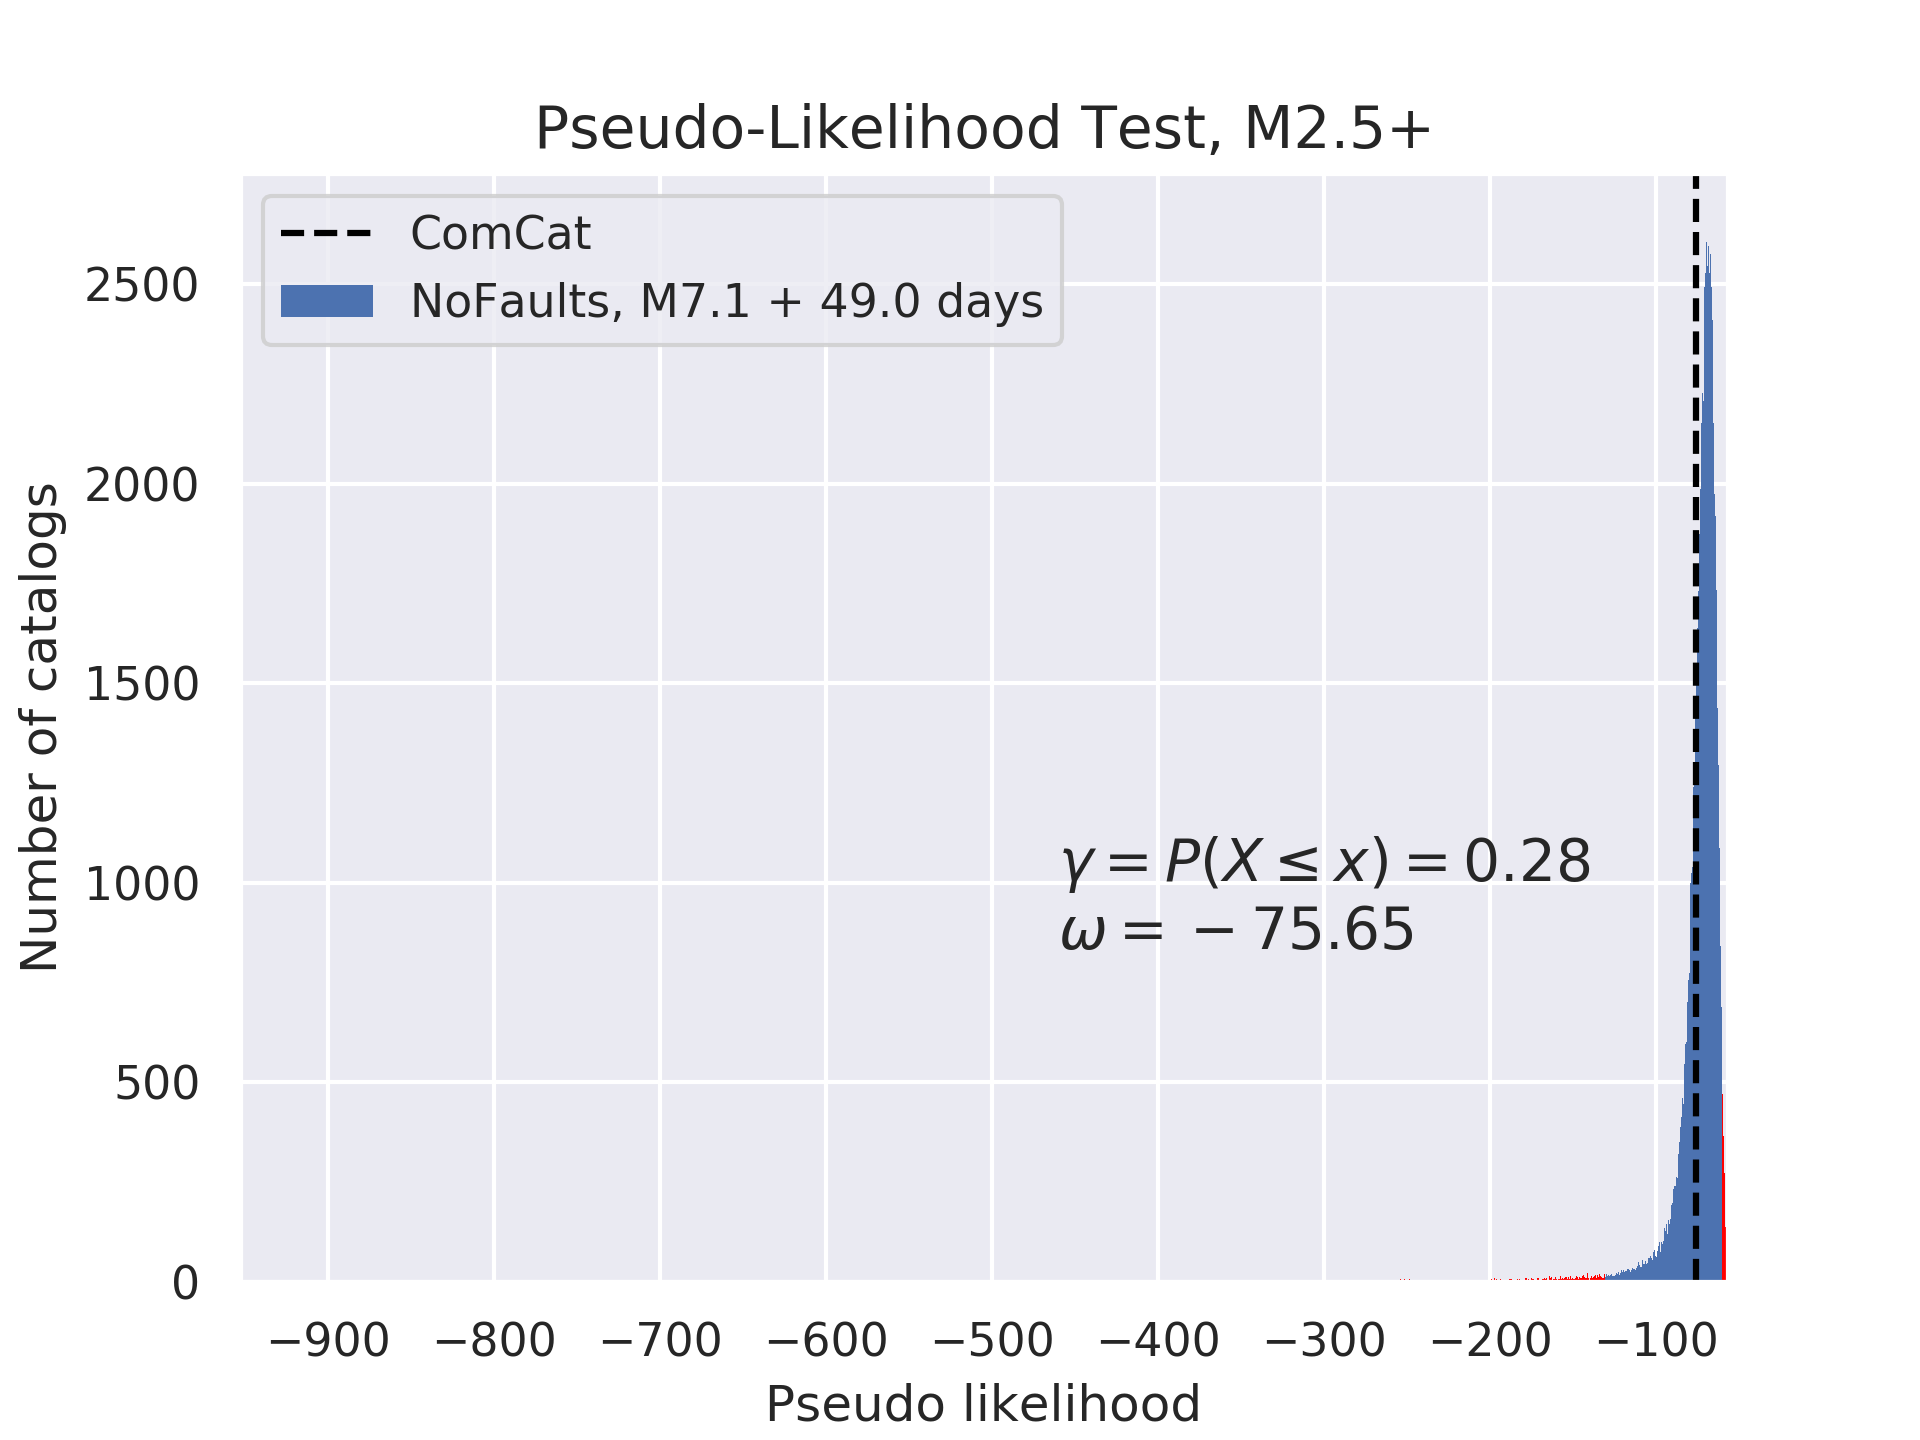 Pseudo-Likelihood Test, M2.5+
ComCat
NoFaults, M7.1 + 49.0 days
Number of catalogs
2500
2000
1500
1000
500
0
γ = P(X ≤ x) = 0.28
ω = − 75.65
−900 −800 −700 −600 −500 −400 −300 −200 −100
Pseudo likelihood